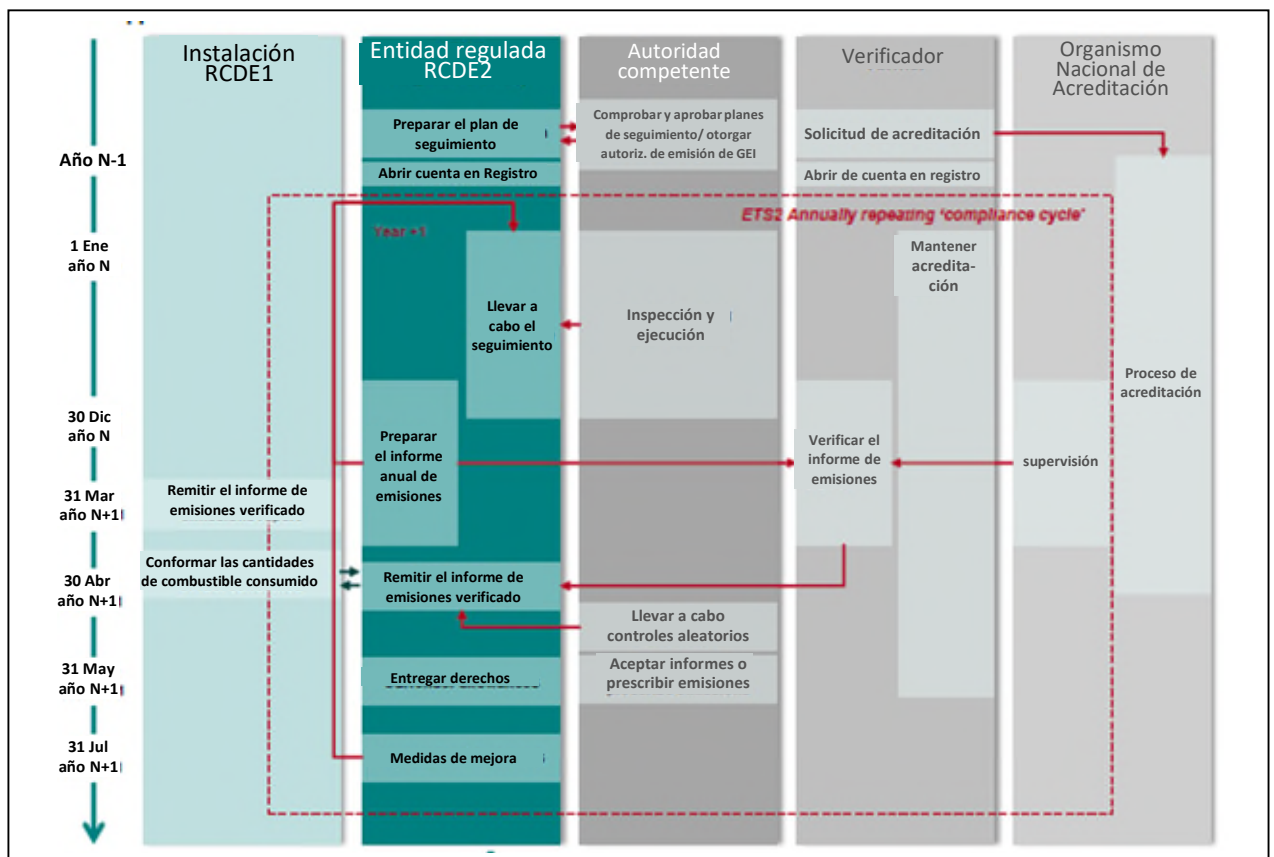 Instalación
RCDE1
Entidad regulada
RCDE2
Autoridad
competente
Verificador
Organismo
Nacional de
Acreditación
Año N-1
Preparar el plan de
seguimiento
Comprobar y aprobar planes
de seguimiento/ otorgar
autoriz. de emisión de GEI
Solicitud de acreditación
Abrir cuenta en Registro
Abrir de cuenta en registro
ETS2 Annually repeating 'compliance cycle'
Year +1
1 Ene
año N
Mantener
acredita-
ción
Llevar a
cabo el
seguimiento
Inspección y
ejecución
Proceso de
acreditación
30 Dic
año N
Preparar
el informe
anual de
emisiones
Verificar el
informe de
emisiones
supervisión
31 Mar
año N+1
Remitir el informe de
emisiones verificado
Conformar las cantidades
de combustible consumido
30 Abr
año N+1
Remitir el informe de
emisiones verificado
Llevar a cabo
controles aleatorios
31 May
año N+1
Entregar derechos
Aceptar informes o
prescribir emisiones
31 Jul
año N+1
Medidas de mejora